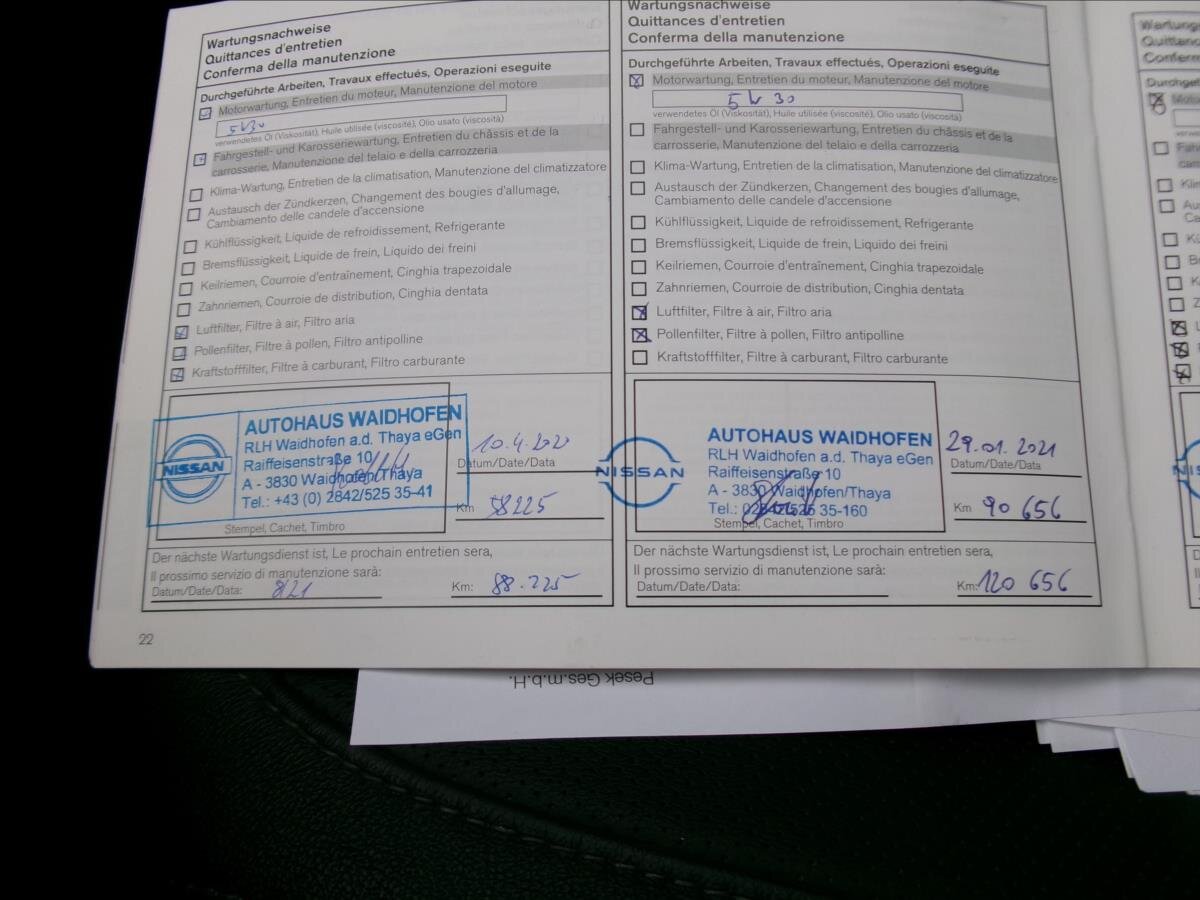 Wartungsnachweise
Quittances d'entretien
Conferma della manutenzione
Durchgeführte Arbeiten, Travaux effectués, Operazioni eseguite
Motorwartung, Entretien du moteur, Manutenzione del motore
5W30
verwendetes Öl (Viskosität), Huile utilisée (viscosité), Olio usato (viscosità)
Fahrgestell- und Karosseriewartung, Entretien du châssis et de la
carrosserie, Manutenzione del telaio e della carrozzeria
Klima-Wartung, Entretien de la climatisation, Manutenzione del climatizzatore
Austausch der Zündkerzen, Changement des bougies d'allumage,
Cambiamento delle candele d'accensione
Kühlflüssigkeit, Liquide de refroidissement, Refrigerante
Bremsflüssigkeit, Liquide de frein, Liquido dei freini
Keilriemen, Courroie d'entraînement, Cinghia trapezoidale
Zahnriemen, Courroie de distribution, Cinghia dentata
Luftfilter, Filtre à air, Filtro aria
Pollenfilter, Filtre à pollen, Filtro antipolline
Kraftstofffilter, Filtre à carburant, Filtro carburante
NISSAN
AUTOHAUS WAIDHOFEN
RLH Waidhofen a.d. Thaya eGen
Raiffeisenstraße 10
A - 3830 Waidhofen/Thaya
Tel.: +43 (0) 2842/525 35-41
Stempel, Cachet, Timbro
10.4.2020
Datum/Date/Data
Km 58225
Der nächste Wartungsdienst ist, Le prochain entretien sera,
Il prossimo servizio di manutenzione sarà:
Datum/Date/Data: 8/21 Km: 88.225
22
Wartungsnachweise
Quittances d'entretien
Conferma della manutenzione
Durchgeführte Arbeiten, Travaux effectués, Operazioni eseguite
Motorwartung, Entretien du moteur, Manutenzione del motore
5 W 30
verwendetes Öl (Viskosität), Huile utilisée (viscosité), Olio usato (viscosità)
Fahrgestell- und Karosseriewartung, Entretien du châssis et de la
carrosserie, Manutenzione del telaio e della carrozzeria
Klima-Wartung, Entretien de la climatisation, Manutenzione del climatizzatore
Austausch der Zündkerzen, Changement des bougies d'allumage,
Cambiamento delle candele d'accensione
Kühlflüssigkeit, Liquide de refroidissement, Refrigerante
Bremsflüssigkeit, Liquide de frein, Liquido dei freini
Keilriemen, Courroie d'entraînement, Cinghia trapezoidale
Zahnriemen, Courroie de distribution, Cinghia dentata
Luftfilter, Filtre à air, Filtro aria
Pollenfilter, Filtre à pollen, Filtro antipolline
Kraftstofffilter, Filtre à carburant, Filtro carburante
NISSAN
AUTOHAUS WAIDHOFEN
RLH Waidhofen a.d. Thaya eGen
Raiffeisenstraße 10
A - 3830 Waidhofen/Thaya
Tel.: 02842/525 35-160
Stempel, Cachet, Timbro
29.01.2021
Datum/Date/Data
Km 90 656
Der nächste Wartungsdienst ist, Le prochain entretien sera,
Il prossimo servizio di manutenzione sarà:
Datum/Date/Data: Km: 120 656
Pesek Ges.m.b.H.